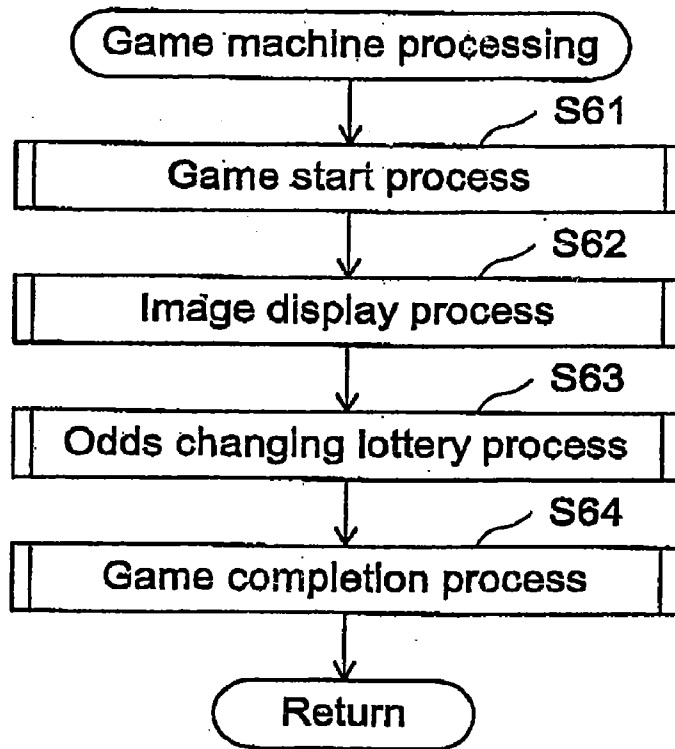 Game machine processing
S61
Game start process
S62
Image display process
S63
Odds changing lottery process
S64
Game completion process
Return